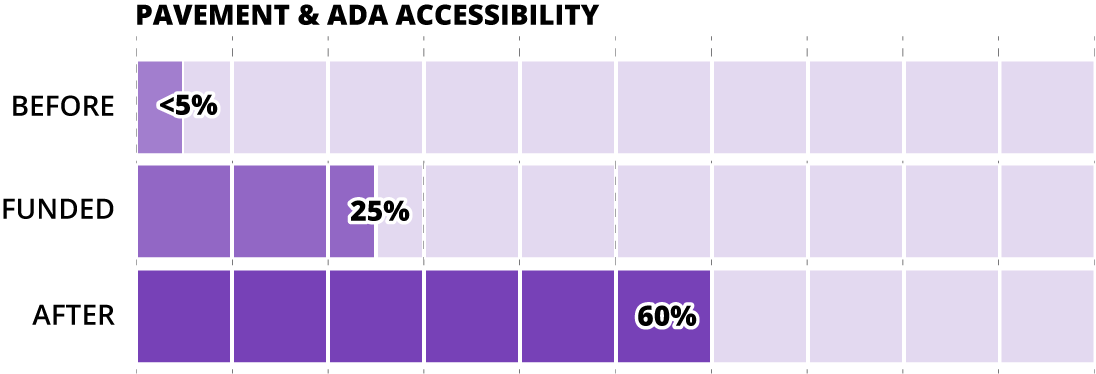 PAVEMENT & ADA ACCESSIBILITY
BEFORE <5%
FUNDED 25%
AFTER 60%